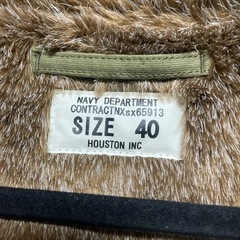 NAVY DEPARTMENT
CONTRACTNXsx65913
SIZE 40
HOUSTON INC